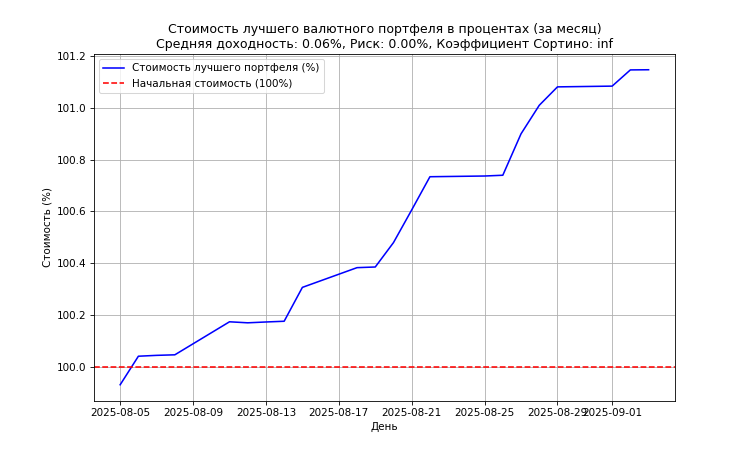 Стоимость лучшего валютного портфеля в процентах (за месяц)
Средняя доходность: 0.06%, Риск: 0.00%, Коэффициент Сортино: inf
Стоимость лучшего портфеля (%)
Начальная стоимость (100%)
Стоимость (%)
101.2
101.0
100.8
100.6
100.4
100.2
100.0
2025-08-05 2025-08-09 2025-08-13 2025-08-17 2025-08-21 2025-08-25 2025-08-29 2025-09-01
День